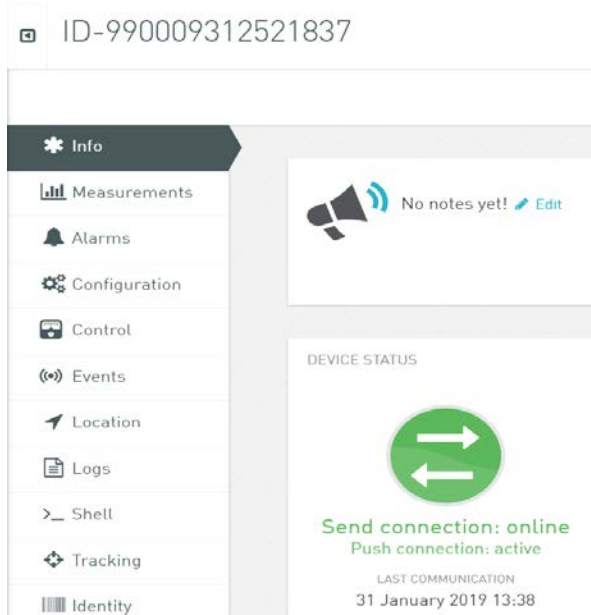 ID-990009312521837
Info
Measurements
Alarms
Configuration
Control
Events
Location
Logs
Shell
Tracking
Identity
No notes yet! Edit
DEVICE STATUS
Send connection: online
Push connection: active
LAST COMMUNICATION
31 January 2019 13:38